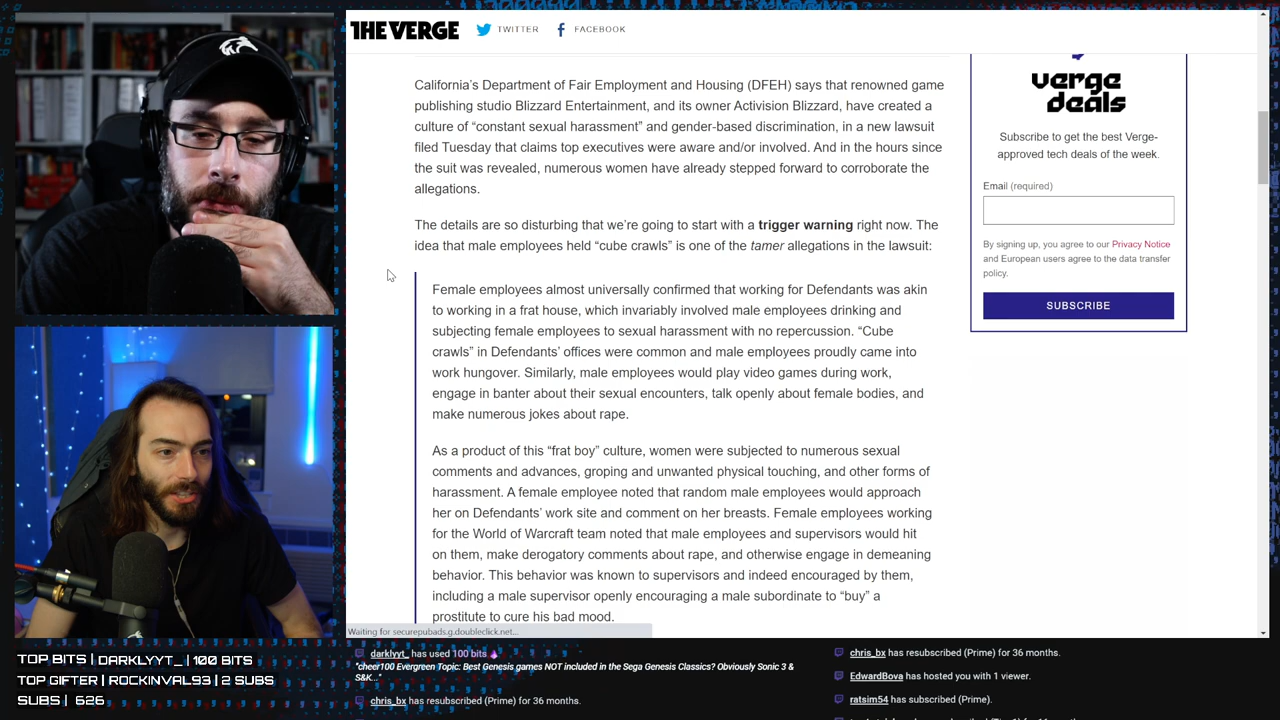 THE VERGE
TWITTER
FACEBOOK
California's Department of Fair Employment and Housing (DFEH) says that renowned game
publishing studio Blizzard Entertainment, and its owner Activision Blizzard, have created a
culture of “constant sexual harassment” and gender-based discrimination, in a new lawsuit
filed Tuesday that claims top executives were aware and/or involved. And in the hours since
the suit was revealed, numerous women have already stepped forward to corroborate the
allegations.
The details are so disturbing that we're going to start with a trigger warning right now. The
idea that male employees held “cube crawls” is one of the tamer allegations in the lawsuit:
Female employees almost universally confirmed that working for Defendants was akin
to working in a frat house, which invariably involved male employees drinking and
subjecting female employees to sexual harassment with no repercussion. “Cube
crawls” in Defendants' offices were common and male employees proudly came into
work hungover. Similarly, male employees would play video games during work,
engage in banter about their sexual encounters, talk openly about female bodies, and
make numerous jokes about rape.
As a product of this “frat boy” culture, women were subjected to numerous sexual
comments and advances, groping and unwanted physical touching, and other forms of
harassment. A female employee noted that random male employees would approach
her on Defendants' work site and comment on her breasts. Female employees working
for the World of Warcraft team noted that male employees and supervisors would hit
on them, make derogatory comments about rape, and otherwise engage in demeaning
behavior. This behavior was known to supervisors and indeed encouraged by them,
including a male supervisor openly encouraging a male subordinate to “buy” a
prostitute to cure his bad mood.
verge
deals
Subscribe to get the best Verge-
approved tech deals of the week.
Email (required)
By signing up, you agree to our Privacy Notice
and European users agree to the data transfer
policy.
SUBSCRIBE
Waiting for securepubads.g.doubleclick.net...
TOP BITS | DARKLYYT_ | 100 BITS
TOP GIFTER | ROCKINVAL93 | 2 SUBS
SUBS | 626
darklyyt_ has used 100 bits
"cheer100 Evergreen Topic: Best Genesis games NOT included in the Sega Genesis Classics? Obviously Sonic 3 &
S&K..."
chris_bx has resubscribed (Prime) for 36 months.
chris_bx has resubscribed (Prime) for 36 months.
EdwardBova has hosted you with 1 viewer.
ratsim54 has subscribed (Prime).